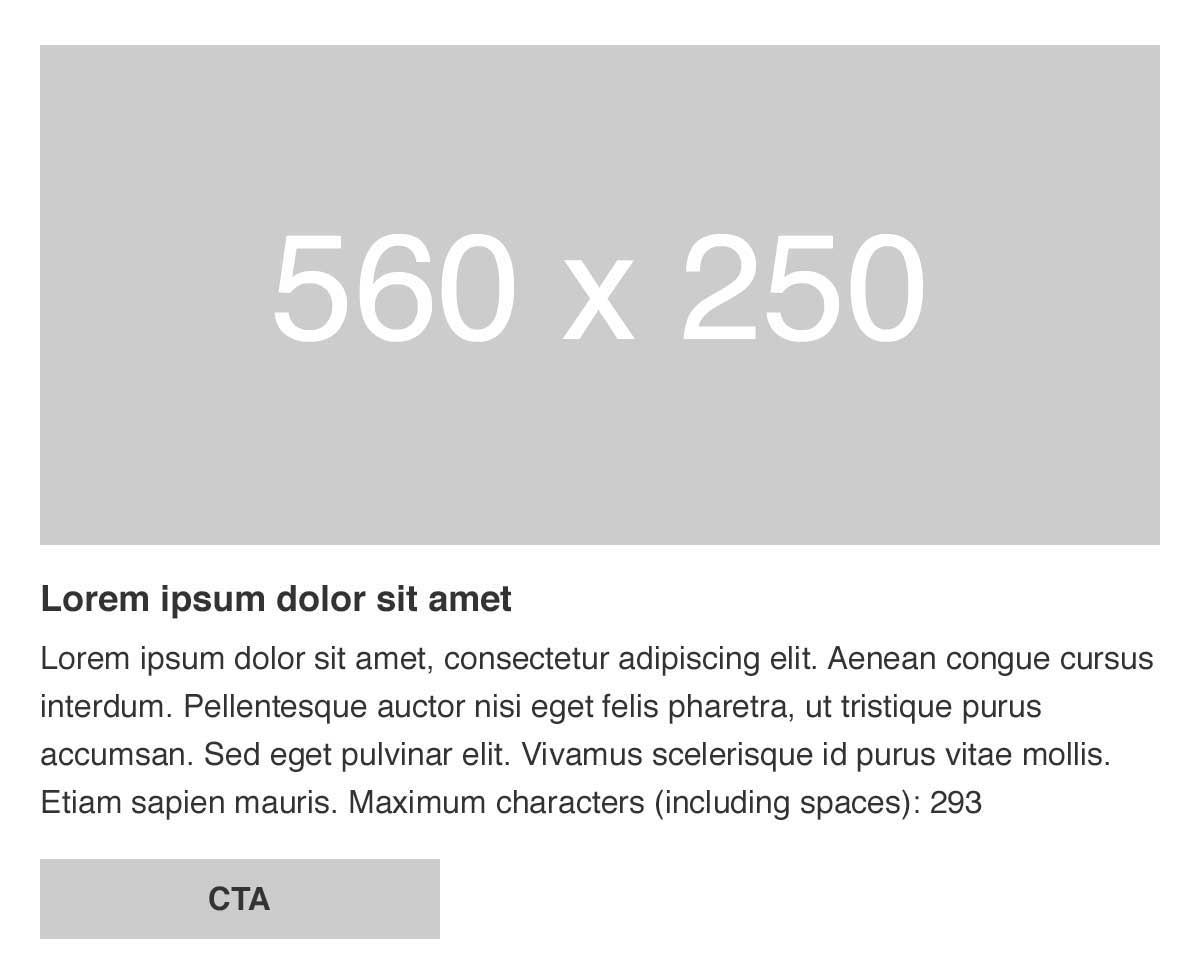 560 x 250
Lorem ipsum dolor sit amet
Lorem ipsum dolor sit amet, consectetur adipiscing elit. Aenean congue cursus
interdum. Pellentesque auctor nisi eget felis pharetra, ut tristique purus
accumsan. Sed eget pulvinar elit. Vivamus scelerisque id purus vitae mollis.
Etiam sapien mauris. Maximum characters (including spaces): 293
CTA